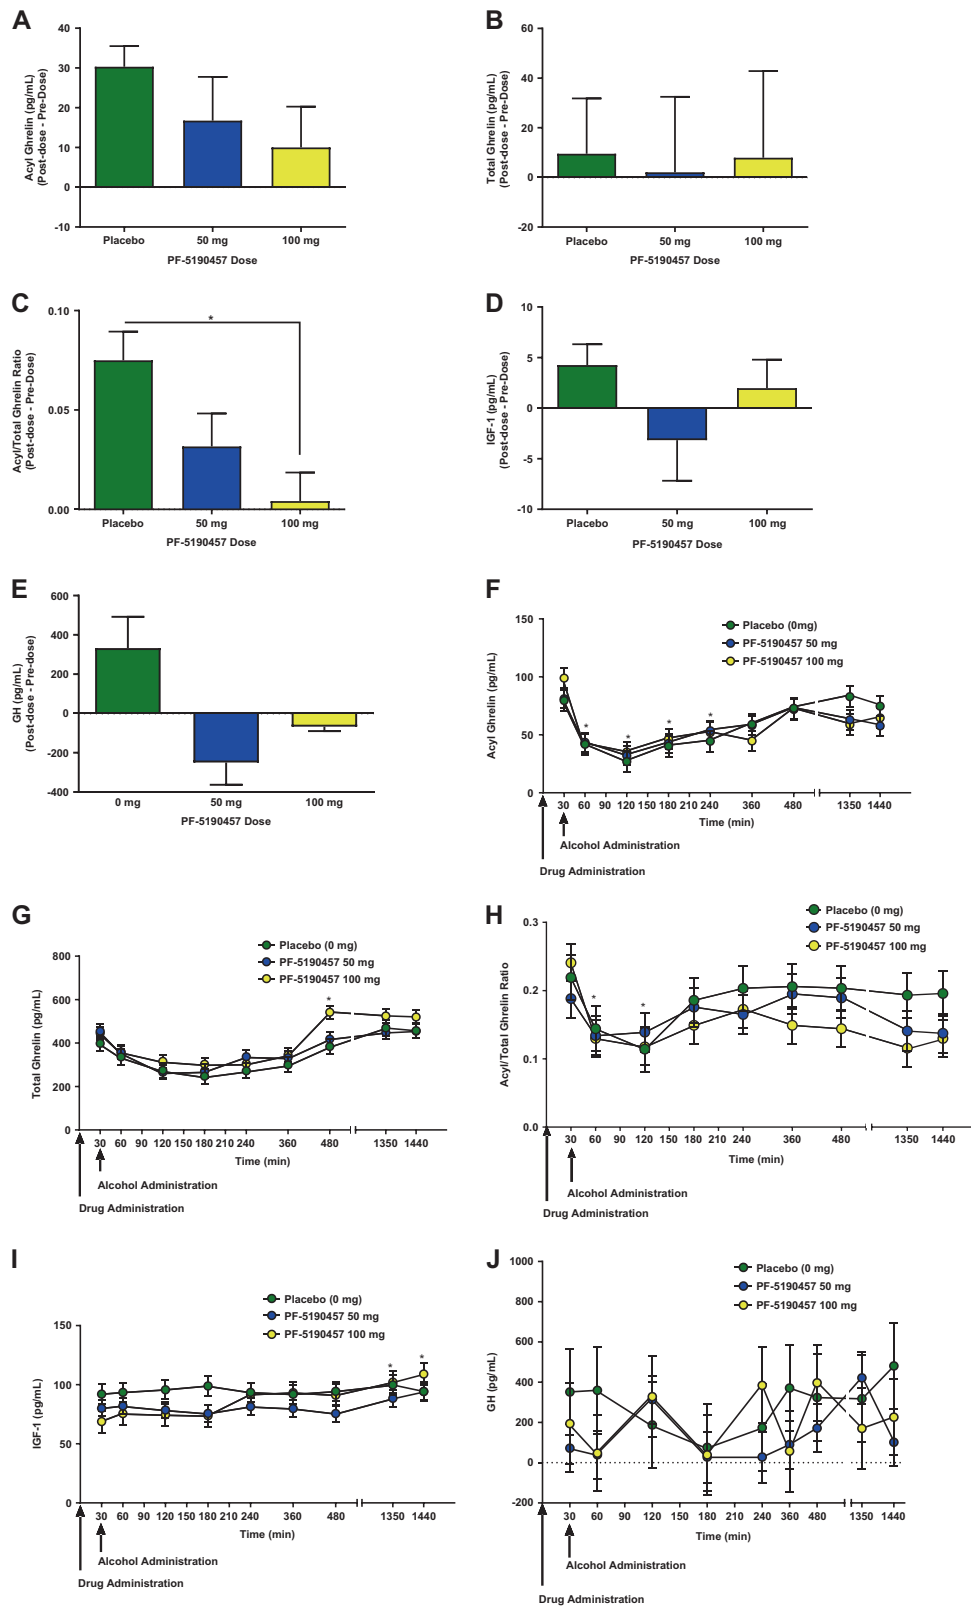 A
Acyl Ghrelin (pg/mL)
(Post-dose - Pre-Dose)
40
30
20
10
0
-10
Placebo 50 mg 100 mg
PF-5190457 Dose
B
Total Ghrelin (pg/mL)
(Post-dose - Pre-Dose)
60
40
20
0
-20
Placebo 50 mg 100 mg
PF-5190457 Dose
C
Acyl/Total Ghrelin Ratio
(Post-dose - Pre-Dose)
0.10
0.05
0.00
*
Placebo 50 mg 100 mg
PF-5190457 Dose
D
IGF-1 (pg/mL)
(Post-dose - Pre-Dose)
10
5
0
-5
-10
Placebo 50 mg 100 mg
PF-5190457 Dose
E
GH (pg/mL)
(Post-dose - Pre-dose)
600
400
200
0
-200
-400
0 mg 50 mg 100 mg
PF-5190457 Dose
F
Placebo (0mg)
PF-5190457 50 mg
PF-5190457 100 mg
Acyl Ghrelin (pg/mL)
150
100
50
0
* * * *
30 60 90 120 150 180 210 240 360 480 1350 1440
Time (min)
Alcohol Administration
Drug Administration
G
Placebo (0 mg)
PF-5190457 50 mg
PF-5190457 100 mg
Total Ghrelin (pg/mL)
800
600
400
200
0
*
30 60 90 120 150 180 210 240 360 480 1350 1440
Time (min)
Alcohol Administration
Drug Administration
H
Placebo (0 mg)
PF-5190457 50 mg
PF-5190457 100 mg
Acyl/Total Ghrelin Ratio
0.3
0.2
0.1
0.0
* *
30 60 90 120 150 180 210 240 360 480 1350 1440
Time (min)
Alcohol Administration
Drug Administration
I
Placebo (0 mg)
PF-5190457 50 mg
PF-5190457 100 mg
IGF-1 (pg/mL)
150
100
50
0
* *
30 60 90 120 150 180 210 240 360 480 1350 1440
Time (min)
Alcohol Administration
Drug Administration
J
Placebo (0 mg)
PF-5190457 50 mg
PF-5190457 100 mg
GH (pg/mL)
1000
800
600
400
200
0
-200
30 60 90 120 150 180 210 240 360 480 1350 1440
Time (min)
Alcohol Administration
Drug Administration